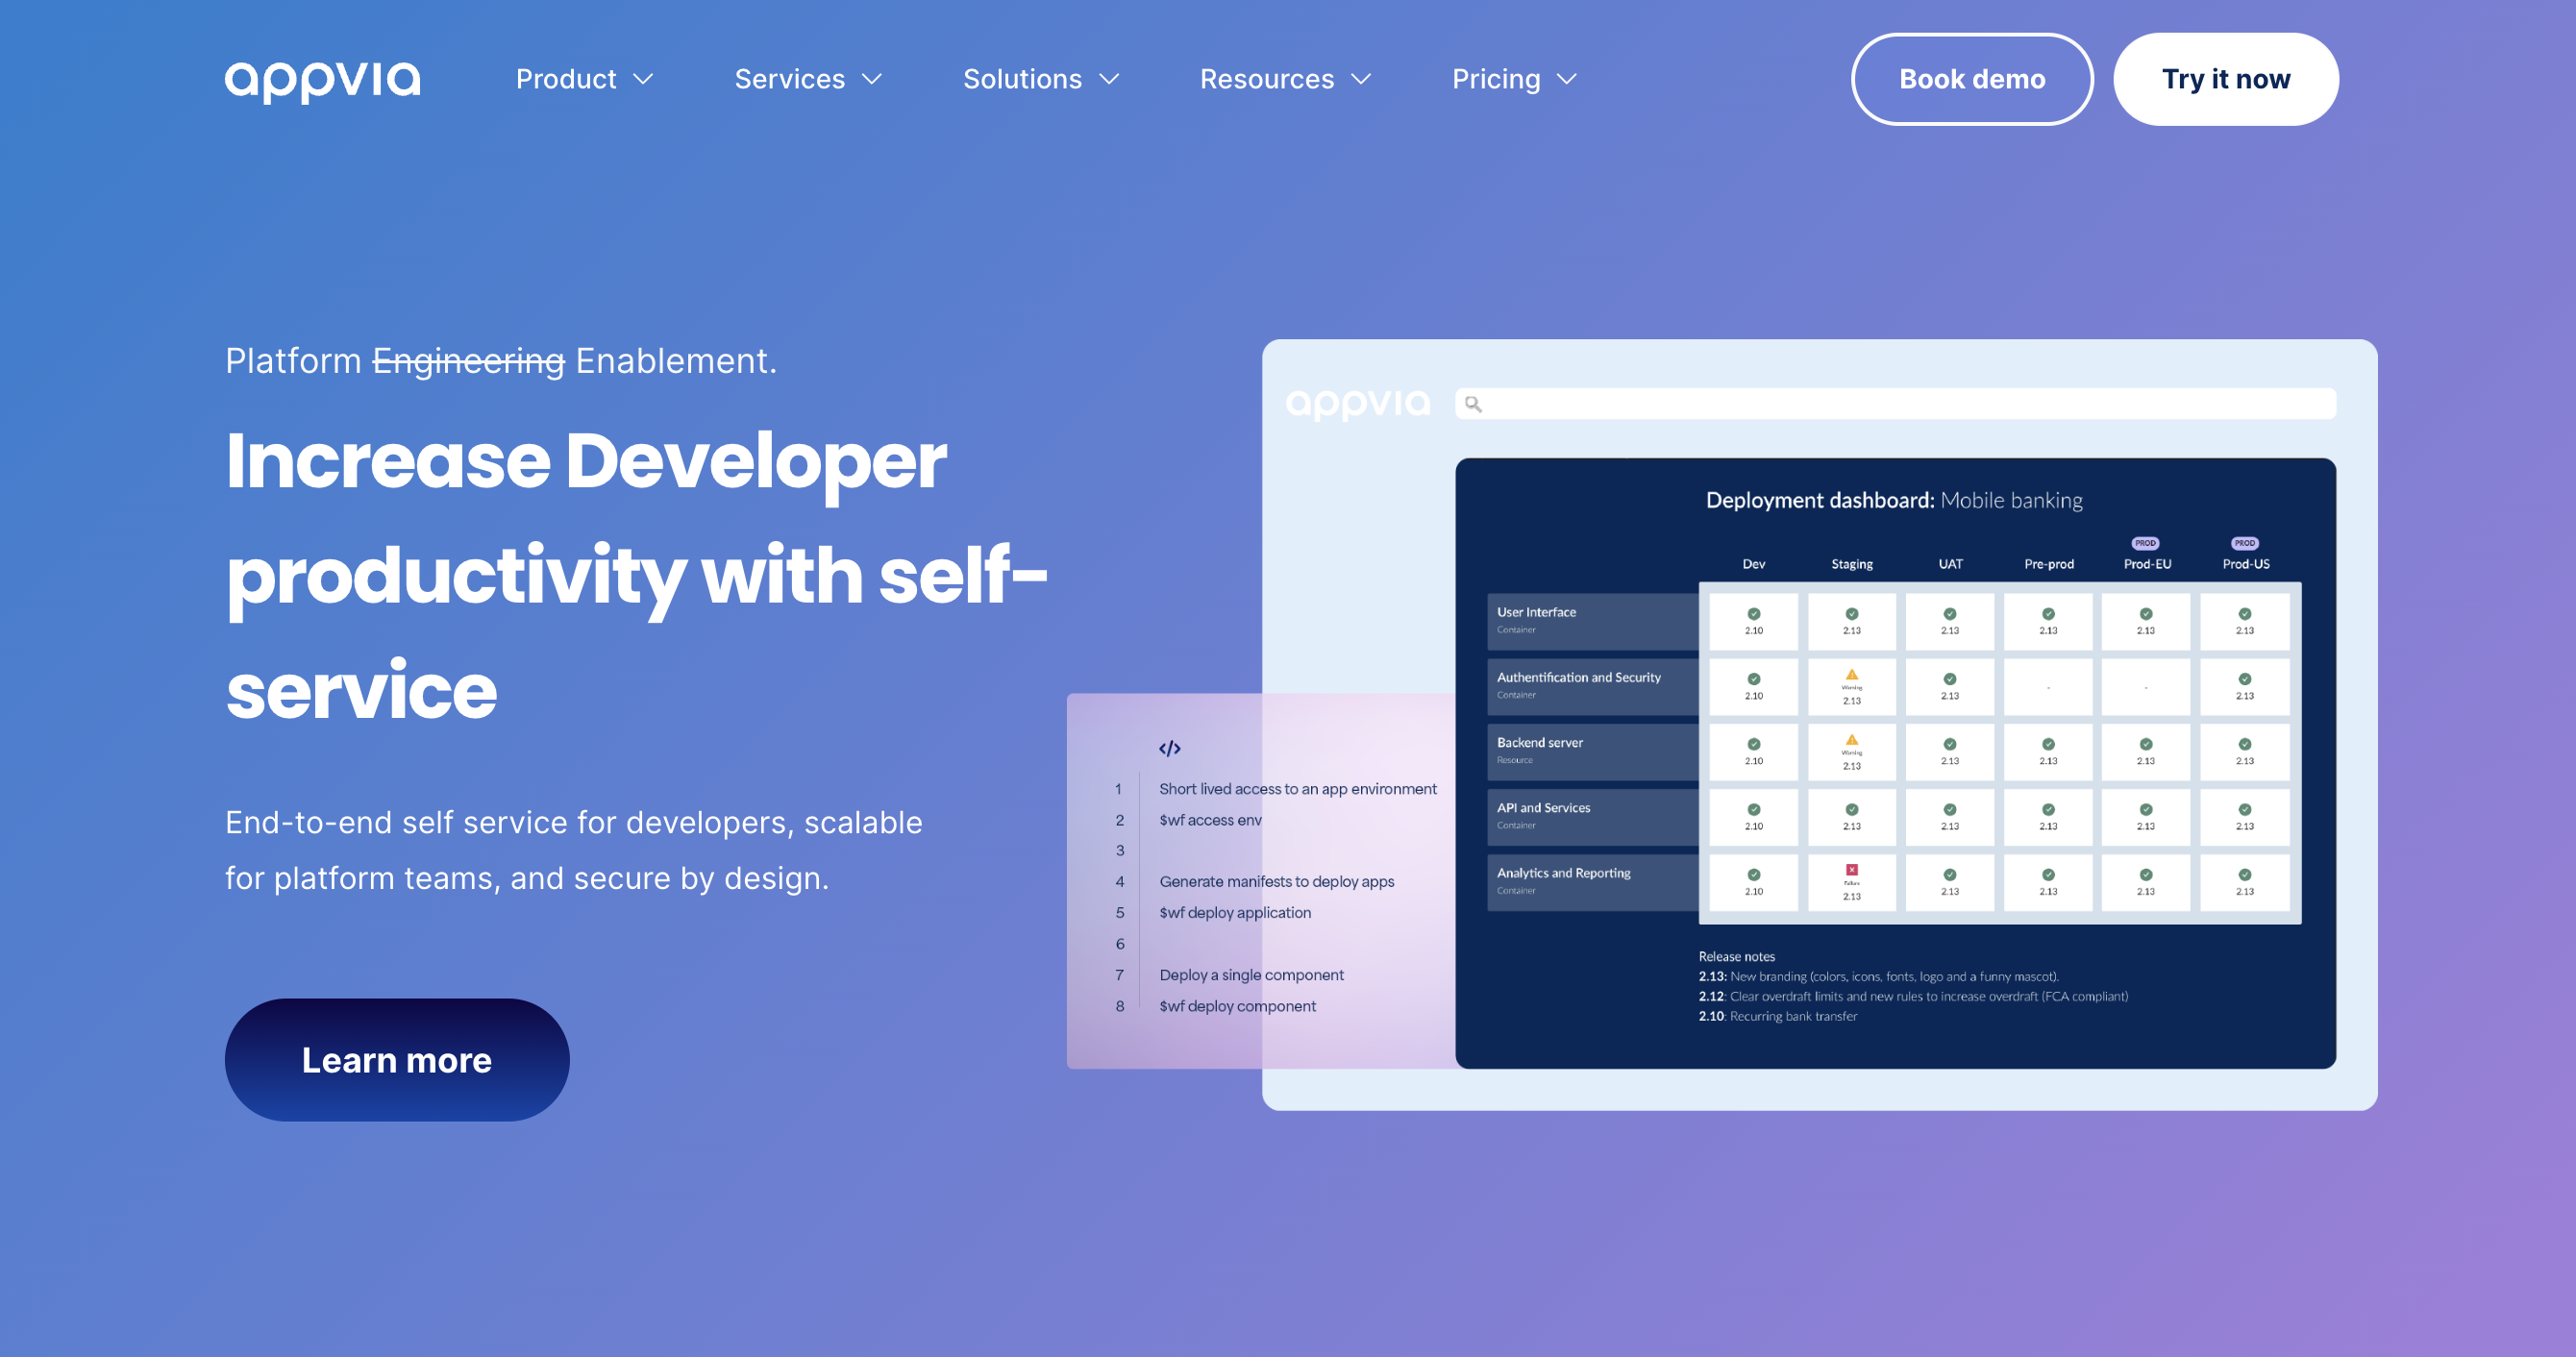 appvia
Product
Services
Solutions
Resources
Pricing
Book demo
Try it now
Platform Engineering Enablement.
Increase Developer
productivity with self-
service
End-to-end self service for developers, scalable
for platform teams, and secure by design.
Learn more
appvia
</>
1 Short lived access to an app environment
2 $wf access env
3
4 Generate manifests to deploy apps
5 $wf deploy application
6
7 Deploy a single component
8 $wf deploy component
Deployment dashboard: Mobile banking
PROD PROD
Dev Staging UAT Pre-prod Prod-EU Prod-US
User Interface
Container
2.10 2.13 2.13 2.13 2.13 2.13
Authentification and Security
Container
2.10 Warning 2.13 2.13 - - 2.13
Backend server
Resource
2.10 Warning 2.13 2.13 2.13 2.13 2.13
API and Services
Container
2.10 2.13 2.13 2.13 2.13 2.13
Analytics and Reporting
Container
2.10 Failure 2.13 2.13 2.13 2.13 2.13
Release notes
2.13: New branding (colors, icons, fonts, logo and a funny mascot).
2.12: Clear overdraft limits and new rules to increase overdraft (FCA compliant)
2.10: Recurring bank transfer